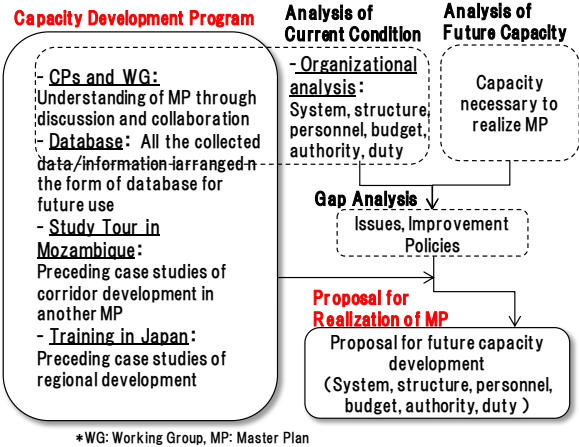 Capacity Development Program
- CPs and WG:
Understanding of MP through
discussion and collaboration
- Database: All the collected
data/information iarranged n
the form of database for
future use
- Study Tour in
Mozambique:
Preceding case studies of
corridor development in
another MP
- Training in Japan:
Preceding case studies of
regional development
Analysis of
Current Condition
- Organizational
analysis:
System, structure,
personnel, budget,
authority, duty
Analysis of
Future Capacity
Capacity
necessary to
realize MP
Gap Analysis
Issues, Improvement
Policies
Proposal for
Realization of MP
Proposal for future capacity
development
(System, structure, personnel,
budget, authority, duty )
*WG: Working Group, MP: Master Plan